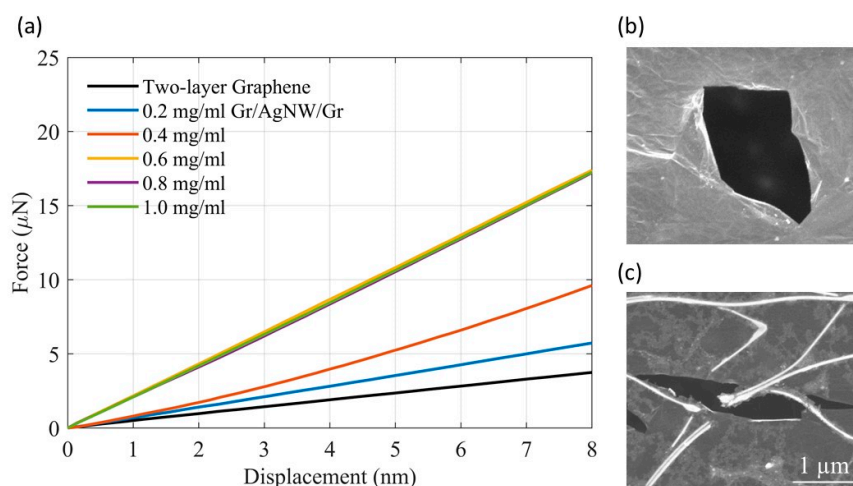 (a)
25
20
15
10
5
0
Force (μN)
Two-layer Graphene
0.2 mg/ml Gr/AgNW/Gr
0.4 mg/ml
0.6 mg/ml
0.8 mg/ml
1.0 mg/ml
0 1 2 3 4 5 6 7 8
Displacement (nm)
(b)
(c)
1 μm